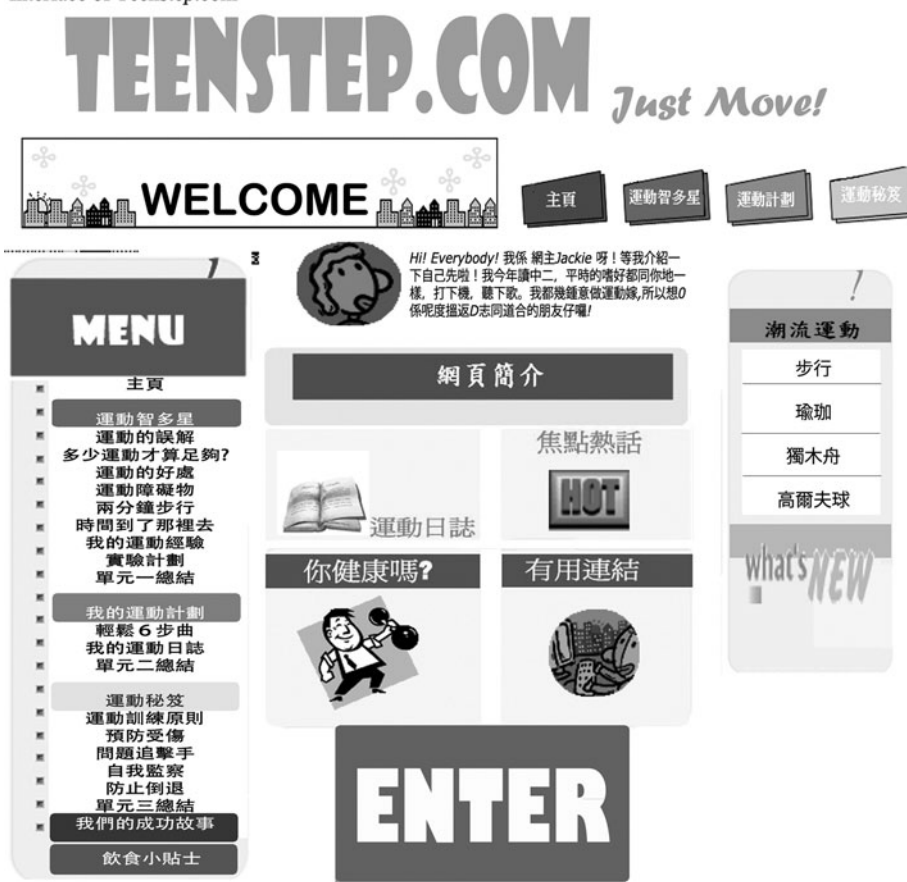 TEENSTEP.COM
Just Move!
WELCOME
主頁
運動智多星
運動計劃
運動秘笈
Hi! Everybody! 我係 網主Jackie 呀！等我介紹一
下自己先啦！我今年讀中二，平時的嗜好都同你地一
樣，打下機，聽下歌。我都幾鍾意做運動嫁,所以想0
係呢度搵返D志同道合的朋友仔囉!
MENU
主頁
運動智多星
運動的誤解
多少運動才算足夠?
運動的好處
運動障礙物
兩分鐘步行
時間到了那裡去
我的運動經驗
實驗計劃
單元一總結
我的運動計劃
輕鬆6步曲
我的運動日誌
單元二總結
運動秘笈
運動訓練原則
預防受傷
問題追擊手
自我監察
防止倒退
單元三總結
我們的成功故事
飲食小貼士
網頁簡介
運動日誌
焦點熱話
HOT
你健康嗎?
有用連結
ENTER
潮流運動
步行
瑜珈
獨木舟
高爾夫球
what's NEW